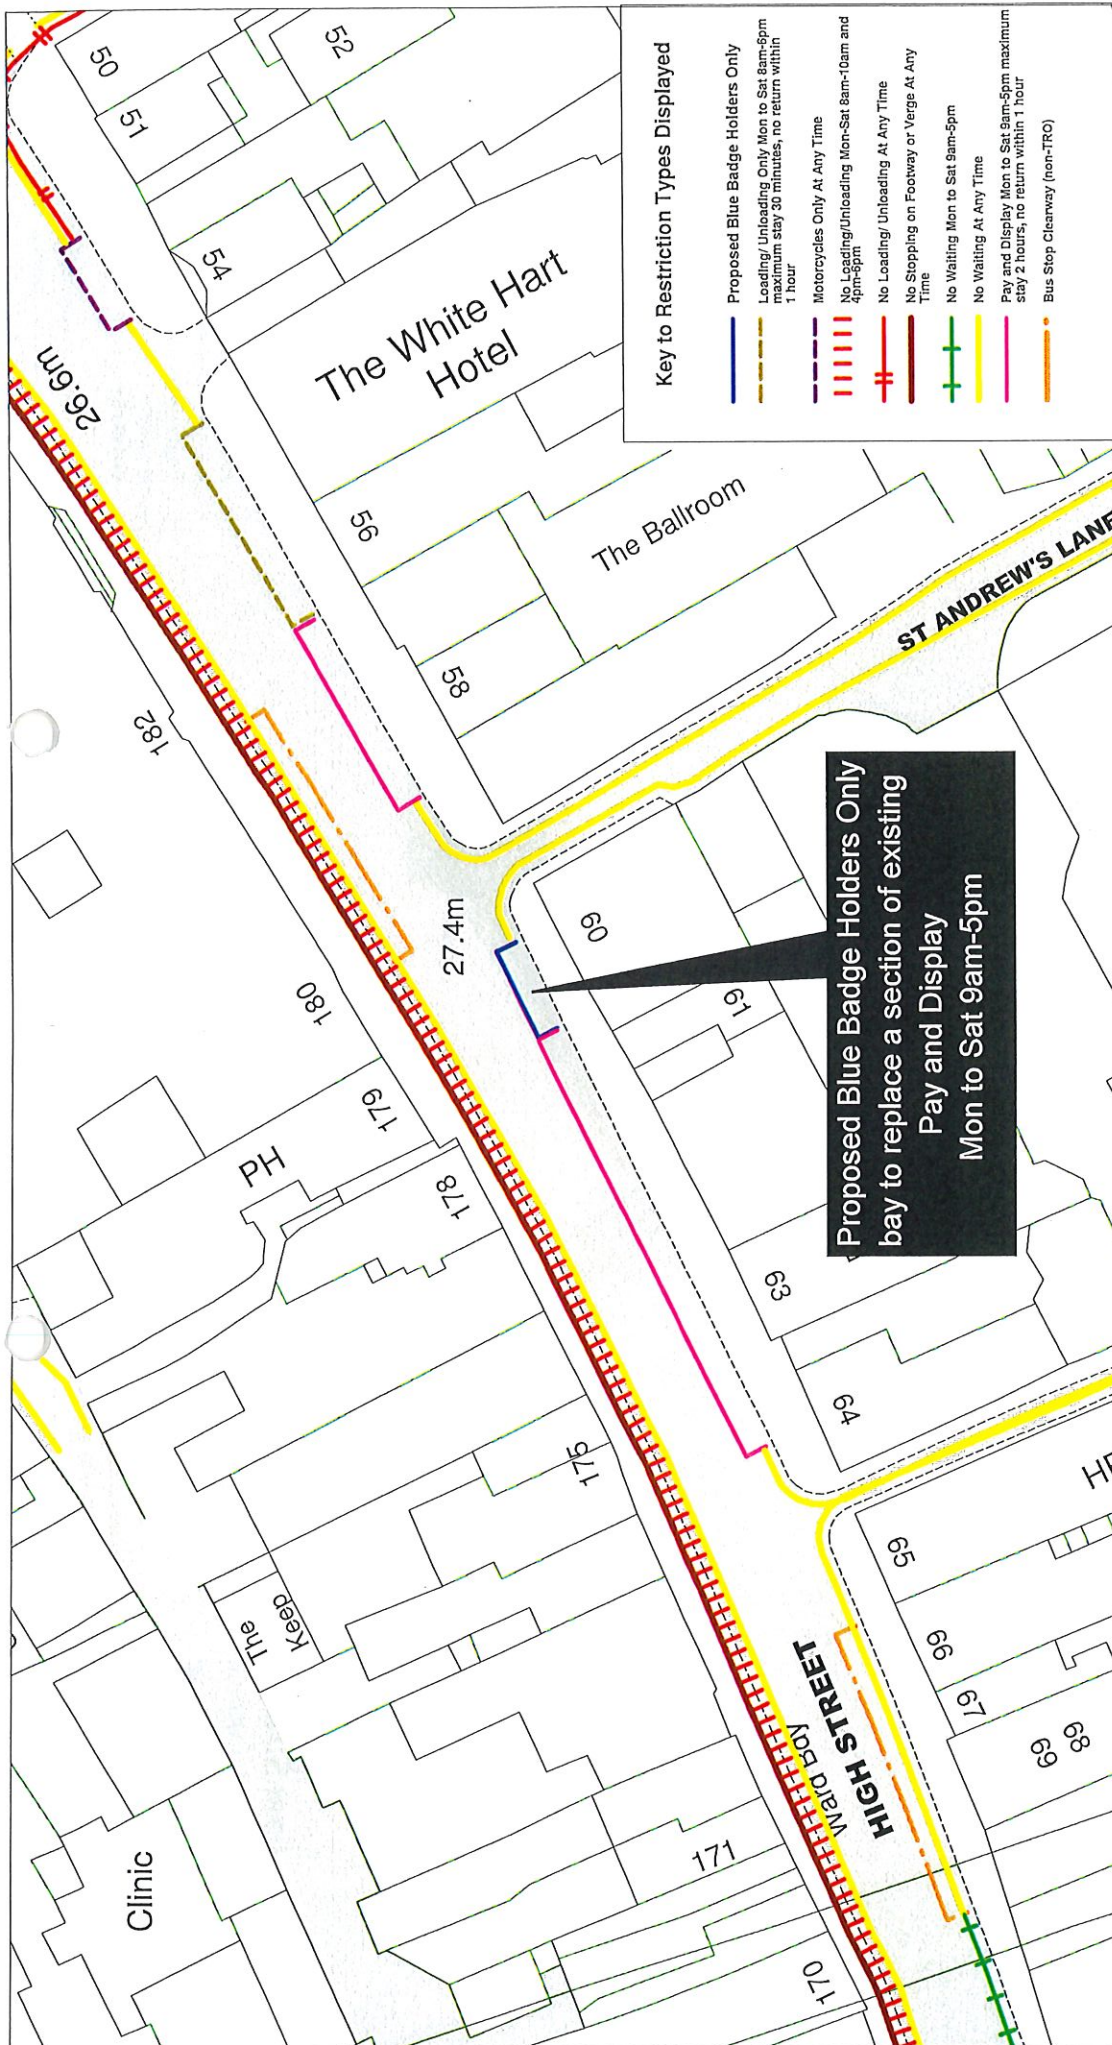 Key to Restriction Types Displayed
Proposed Blue Badge Holders Only
Loading/ Unloading Only Mon to Sat 8am-6pm
maximum stay 30 minutes, no return within
1 hour
Motorcycles Only At Any Time
No Loading/Unloading Mon-Sat 8am-10am and
4pm-6pm
No Loading/ Unloading At Any Time
No Stopping on Footway or Verge At Any
Time
No Waiting Mon to Sat 9am-5pm
No Waiting At Any Time
Pay and Display Mon to Sat 9am-5pm maximum
stay 2 hours, no return within 1 hour
Bus Stop Clearway (non-TRO)
50
51
52
54
26.6m
The White Hart
Hotel
56
The Ballroom
58
ST ANDREW'S LANE
182
180
27.4m
60
61
179
PH
178
63
64
Proposed Blue Badge Holders Only
bay to replace a section of existing
Pay and Display
Mon to Sat 9am-5pm
175
The
Keep
65
66
67
68
69
HIGH STREET
Ward Bdy
Clinic
171
170